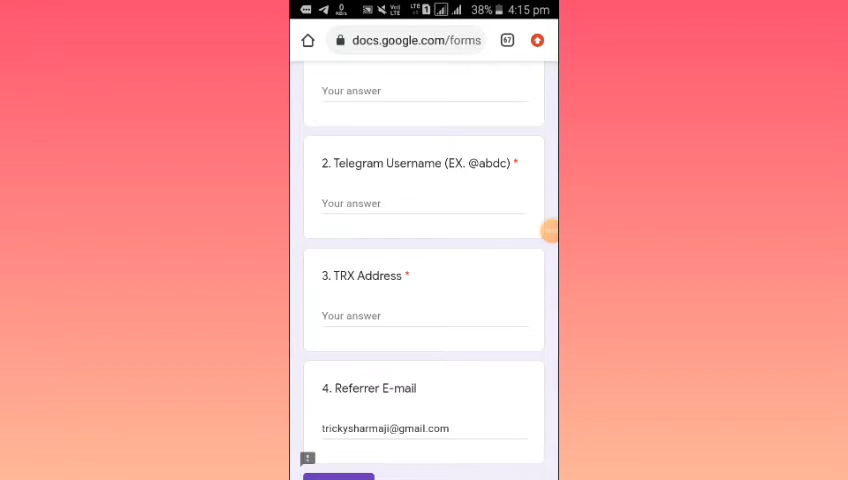 38% 4:15 pm
docs.google.com/forms
67
Your answer
2. Telegram Username (EX. @abdc) *
Your answer
3. TRX Address *
Your answer
4. Referrer E-mail
trickysharmaji@gmail.com